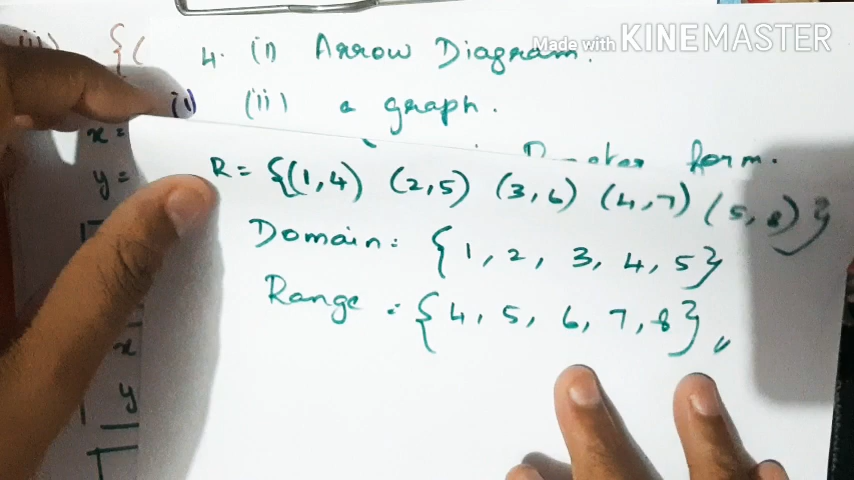 4. (i) Arrow Diagram.
Made with KINEMASTER
(ii) a graph.
form.
R = {(1,4) (2,5) (3,6) (4,7) (5,8)}
Domain: {1, 2, 3, 4, 5}
Range: {4, 5, 6, 7, 8}
x =
y =
x
y